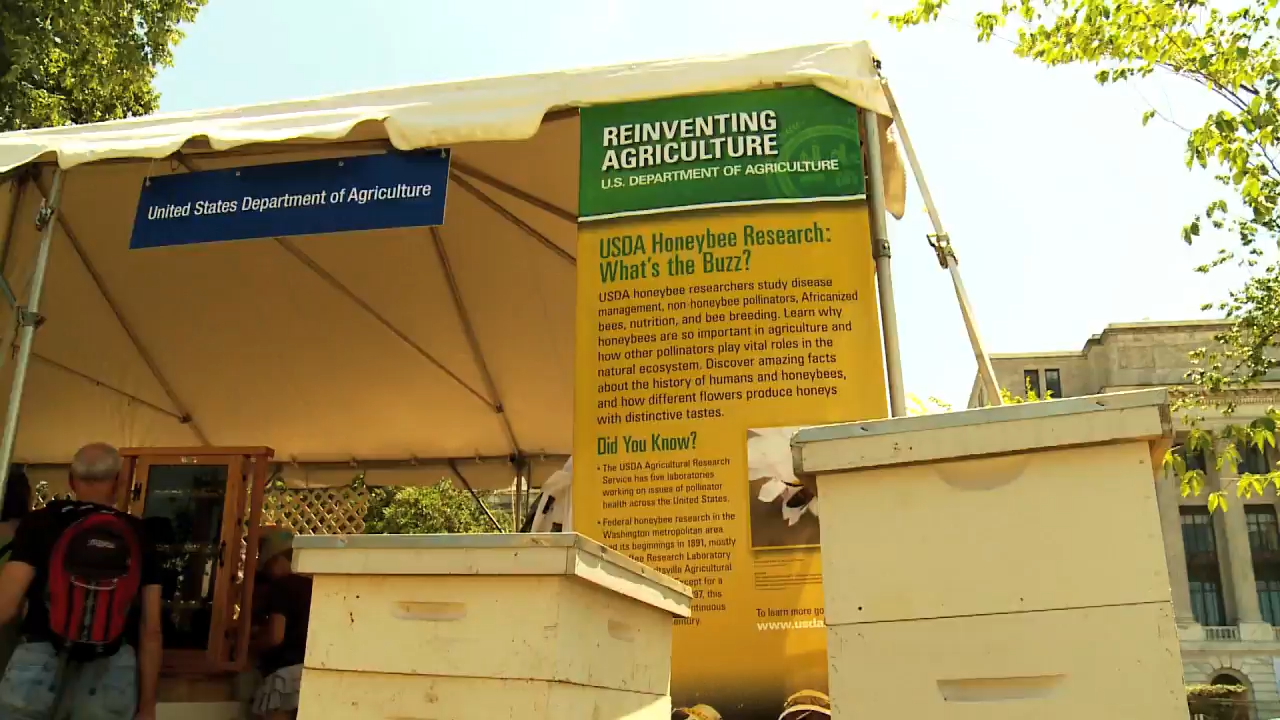 United States Department of Agriculture
REINVENTING
AGRICULTURE
U.S. DEPARTMENT OF AGRICULTURE
USDA Honeybee Research:
What's the Buzz?
USDA honeybee researchers study disease
management, non-honeybee pollinators, Africanized
bees, nutrition, and bee breeding. Learn why
honeybees are so important in agriculture and
how other pollinators play vital roles in the
natural ecosystem. Discover amazing facts
about the history of humans and honeybees,
and how different flowers produce honeys
with distinctive tastes.
Did You Know?
• The USDA Agricultural Research
Service has five laboratories
working on issues of pollinator
health across the United States.
• Federal honeybee research in the
Washington metropolitan area
its beginnings in 1891, mostly
Research Laboratory
Agricultural
for a
this
To learn more go
www.usda.